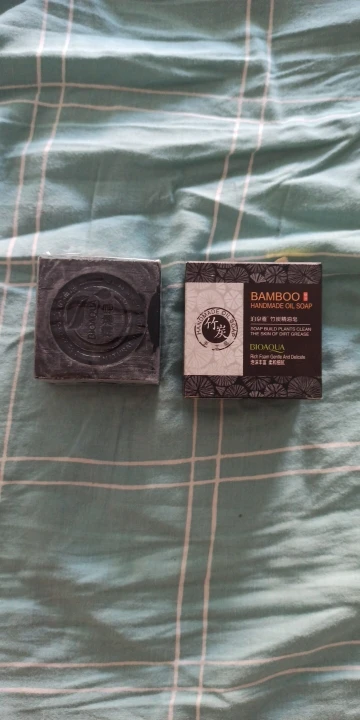 BIOAQUA
BAMBOO
HANDMADE OIL SOAP
竹炭
SOAP BUILD PLANTS CLEAN
THE SKIN OF DIRT GREASE
BIOAQUA
Rich Foam Gentle And Delicate